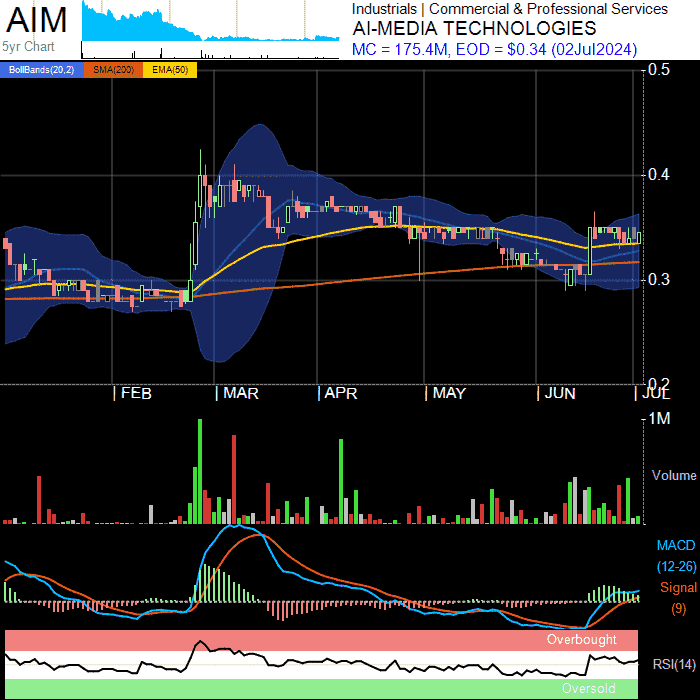 AIM
5yr Chart
Industrials | Commercial & Professional Services
AI-MEDIA TECHNOLOGIES
MC = 175.4M, EOD = $0.34 (02Jul2024)
BollBands(20,2) SMA(200) EMA(50)
0.5
0.4
0.3
0.2
FEB MAR APR MAY JUN JUL
1M
Volume
MACD
(12-26)
Signal
(9)
Overbought
RSI(14)
Oversold